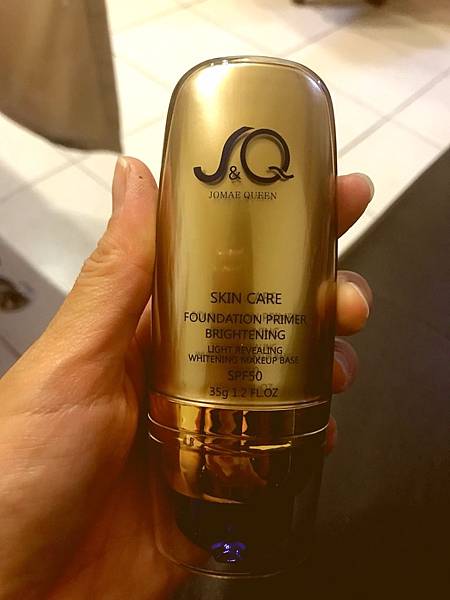 J&Q
JOMAE QUEEN
SKIN CARE
FOUNDATION PRIMER
BRIGHTENING
LIGHT REVEALING
WHITENING MAKEUP BASE
SPF50
35g 1.2 FL.OZ